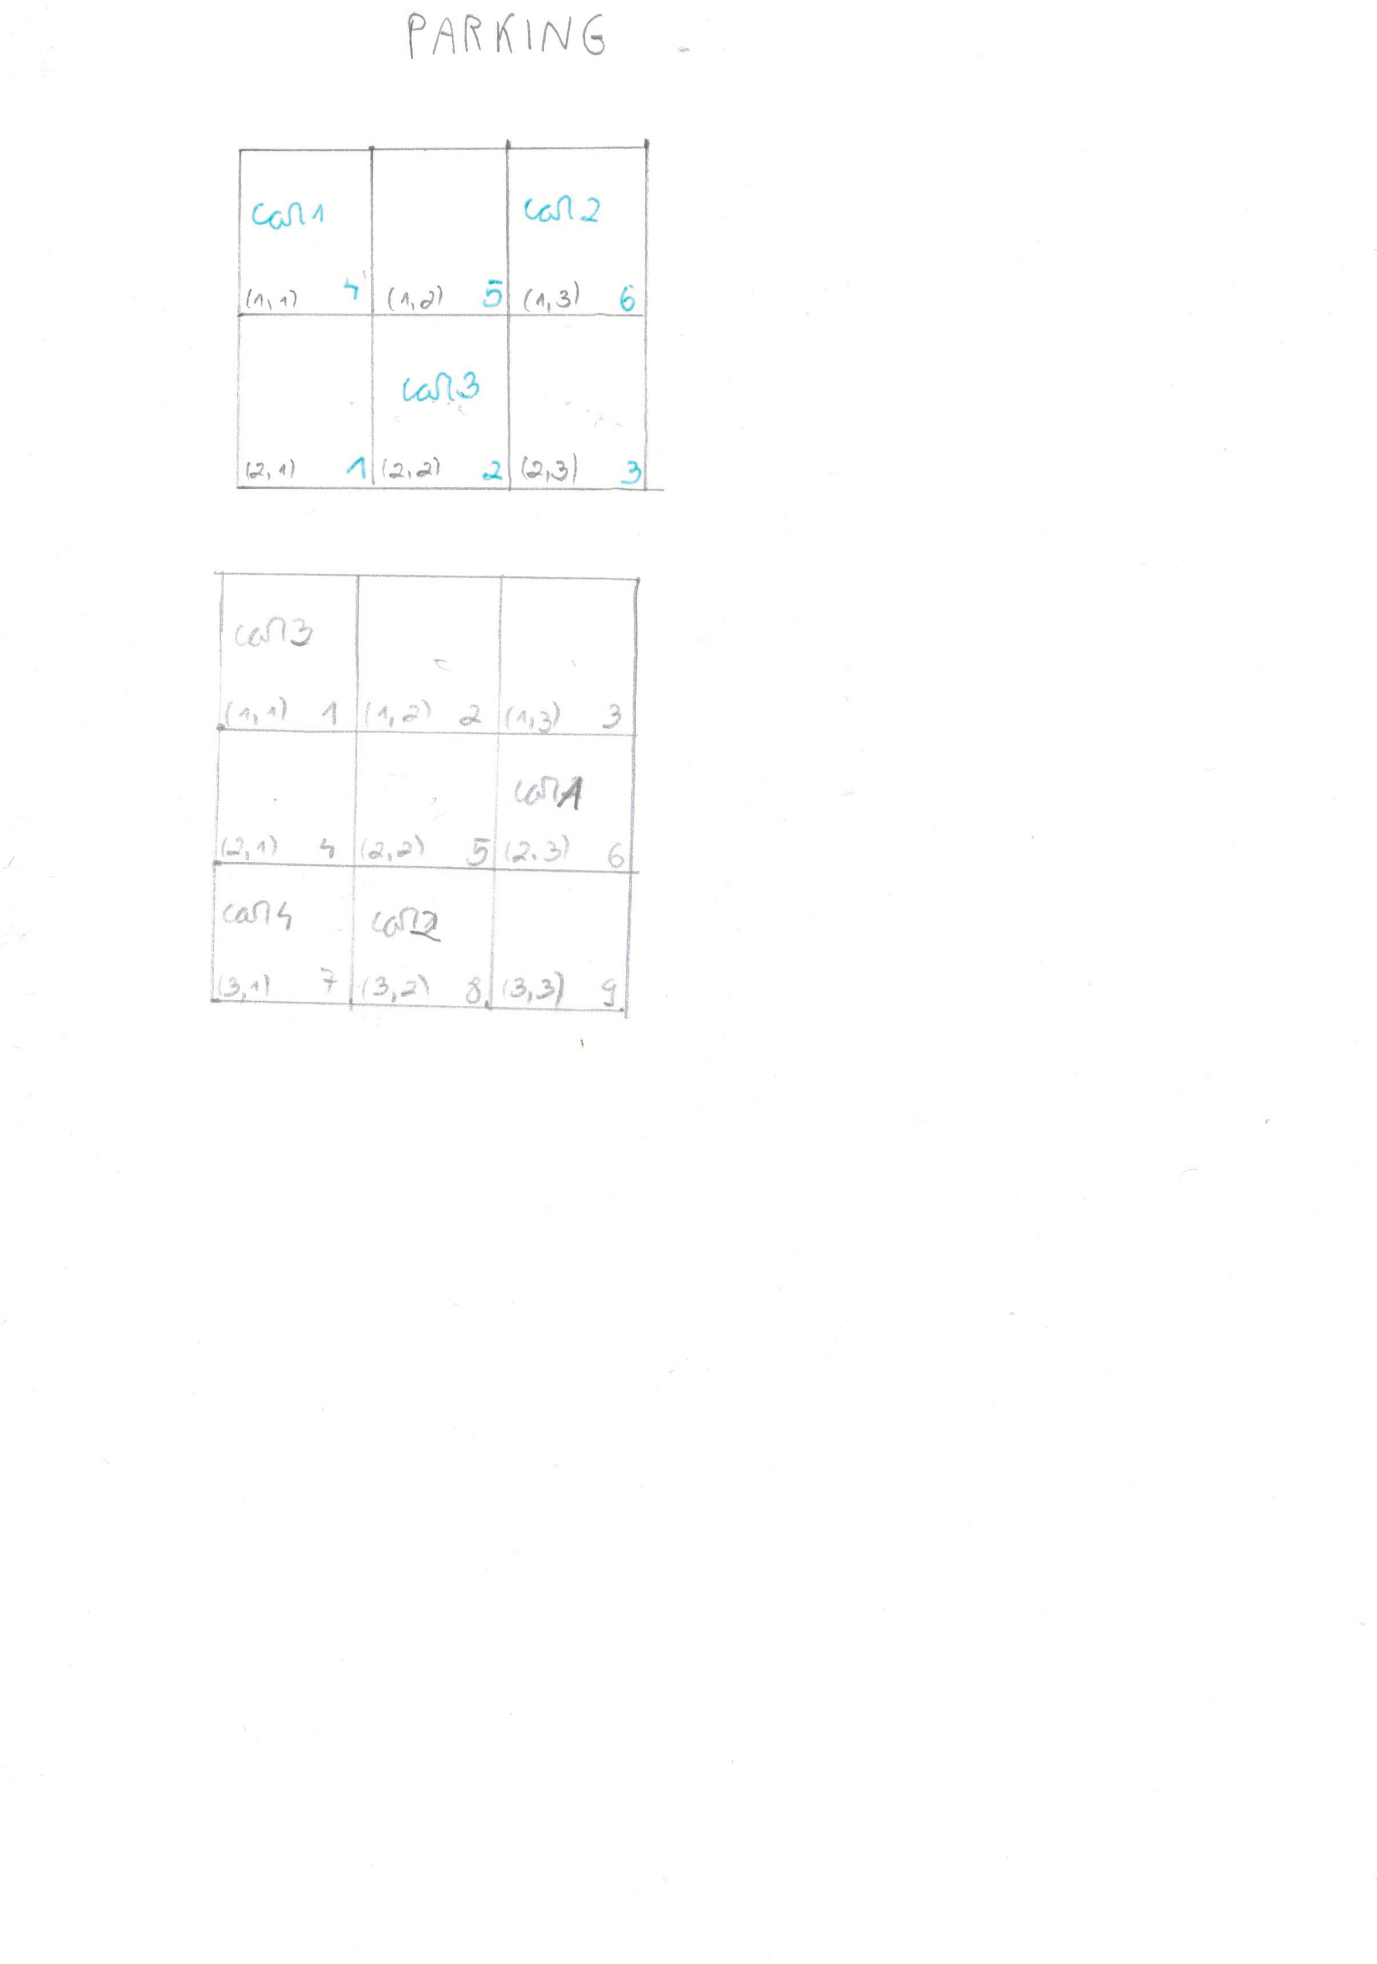 PARKING
car1 car2
(1,1) 4 (1,2) 5 (1,3) 6
car3
(2,1) 1 (2,2) 2 (2,3) 3
car3
(1,1) 1 (1,2) 2 (1,3) 3
car1
(2,1) 4 (2,2) 5 (2,3) 6
car4 car2
(3,1) 7 (3,2) 8 (3,3) 9